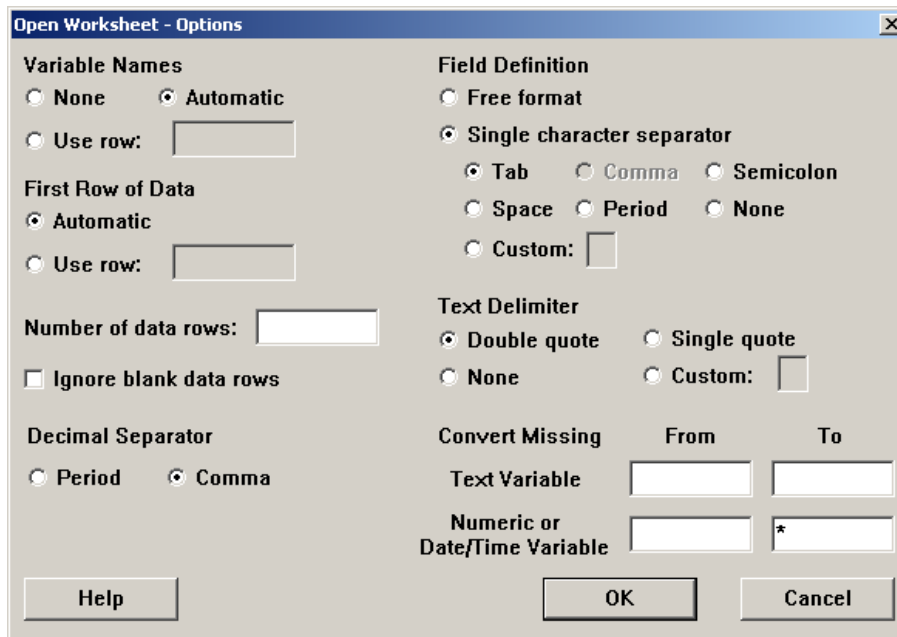 Open Worksheet - Options
Variable Names
None Automatic
Use row:
First Row of Data
Automatic
Use row:
Number of data rows:
Ignore blank data rows
Decimal Separator
Period Comma
Field Definition
Free format
Single character separator
Tab Comma Semicolon
Space Period None
Custom:
Text Delimiter
Double quote Single quote
None Custom:
Convert Missing From To
Text Variable
Numeric or
Date/Time Variable *
Help OK Cancel